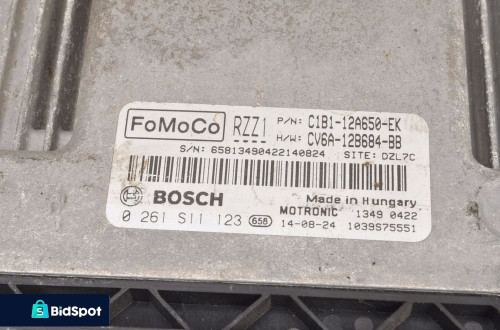 FoMoCo RZZ1 P/N: C1B1-12A650-EK
H/W: CV6A-12B684-BB
S/N: 65813490422140824 SITE: DZL7C
BOSCH Made in Hungary
MOTRONIC 1349 0422
0 261 S11 123 658 14-08-24 1039S75551
BidSpot